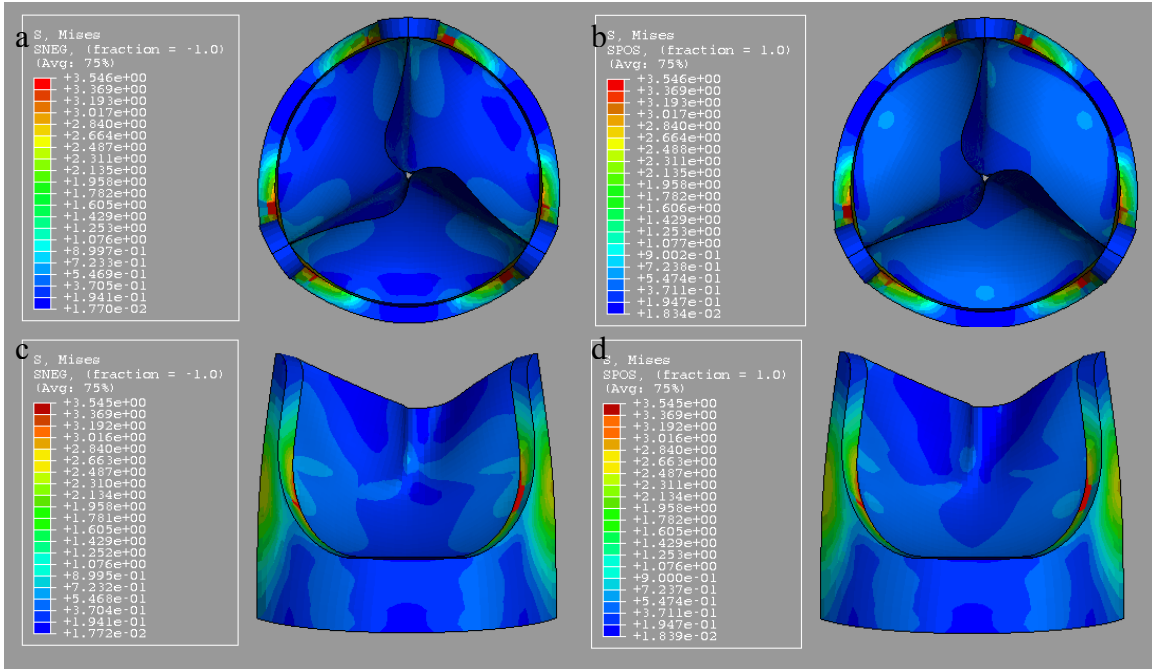 a
S, Mises
SNEG, (fraction = -1.0)
(Avg: 75%)
+3.546e+00
+3.369e+00
+3.193e+00
+3.017e+00
+2.840e+00
+2.664e+00
+2.487e+00
+2.311e+00
+2.135e+00
+1.958e+00
+1.782e+00
+1.605e+00
+1.429e+00
+1.253e+00
+1.076e+00
+8.997e-01
+7.233e-01
+5.469e-01
+3.705e-01
+1.941e-01
+1.770e-02
b
S, Mises
SPOS, (fraction = 1.0)
(Avg: 75%)
+3.546e+00
+3.369e+00
+3.193e+00
+3.017e+00
+2.840e+00
+2.664e+00
+2.488e+00
+2.311e+00
+2.135e+00
+1.958e+00
+1.782e+00
+1.606e+00
+1.429e+00
+1.253e+00
+1.077e+00
+9.002e-01
+7.238e-01
+5.474e-01
+3.711e-01
+1.947e-01
+1.834e-02
c
S, Mises
SNEG, (fraction = -1.0)
(Avg: 75%)
+3.545e+00
+3.369e+00
+3.192e+00
+3.016e+00
+2.840e+00
+2.663e+00
+2.487e+00
+2.310e+00
+2.134e+00
+1.958e+00
+1.781e+00
+1.605e+00
+1.429e+00
+1.252e+00
+1.076e+00
+8.995e-01
+7.232e-01
+5.468e-01
+3.704e-01
+1.941e-01
+1.772e-02
d
S, Mises
SPOS, (fraction = 1.0)
(Avg: 75%)
+3.545e+00
+3.369e+00
+3.192e+00
+3.016e+00
+2.840e+00
+2.663e+00
+2.487e+00
+2.311e+00
+2.134e+00
+1.958e+00
+1.782e+00
+1.605e+00
+1.429e+00
+1.253e+00
+1.076e+00
+9.000e-01
+7.237e-01
+5.474e-01
+3.711e-01
+1.947e-01
+1.839e-02